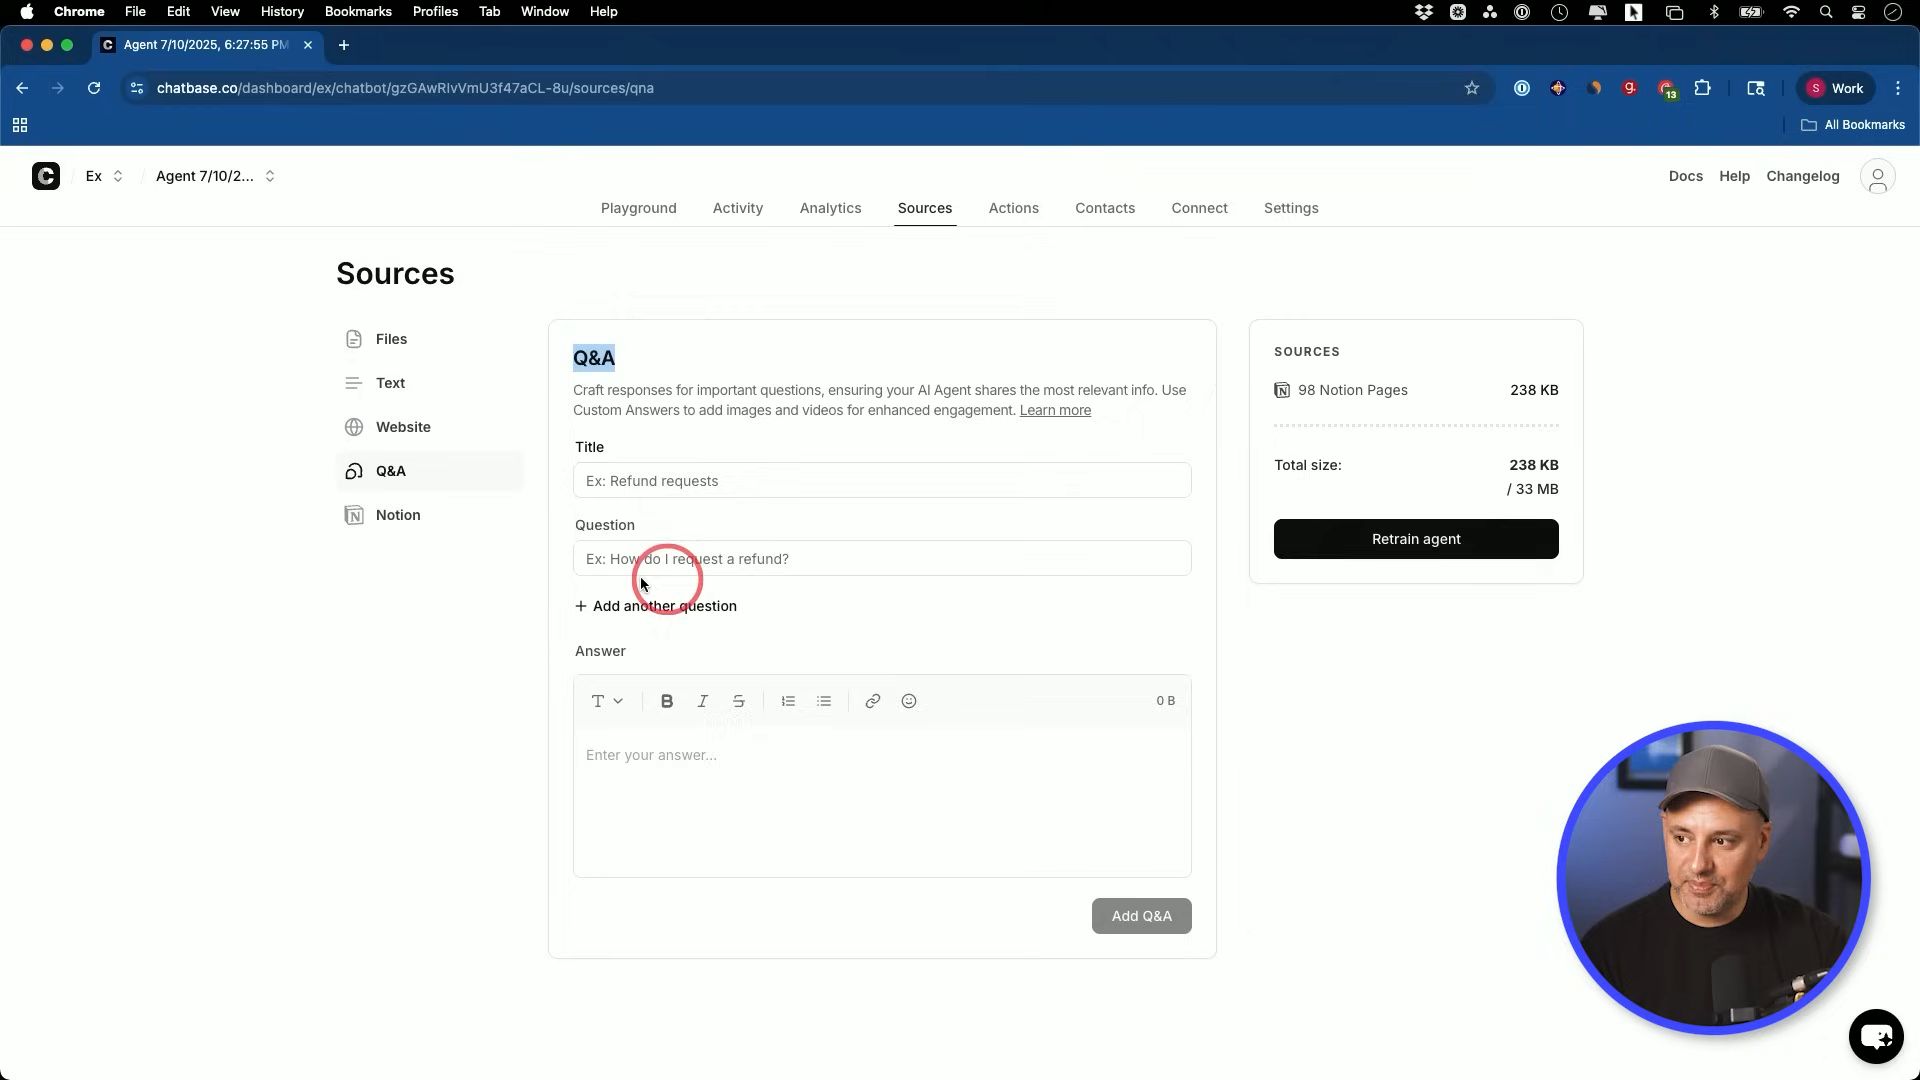 Chrome File Edit View History Bookmarks Profiles Tab Window Help
Agent 7/10/2025, 6:27:55 PM
chatbase.co/dashboard/ex/chatbot/gzGAwRlvVmU3f47aCL-8u/sources/qna
13
S Work
All Bookmarks
Ex
Agent 7/10/2...
Docs Help Changelog
Playground Activity Analytics Sources Actions Contacts Connect Settings
Sources
Files
Text
Website
Q&A
Notion
Q&A
Craft responses for important questions, ensuring your AI Agent shares the most relevant info. Use
Custom Answers to add images and videos for enhanced engagement. Learn more
Title
Ex: Refund requests
Question
Ex: How do I request a refund?
+ Add another question
Answer
0 B
Enter your answer...
Add Q&A
SOURCES
98 Notion Pages 238 KB
Total size: 238 KB
/ 33 MB
Retrain agent